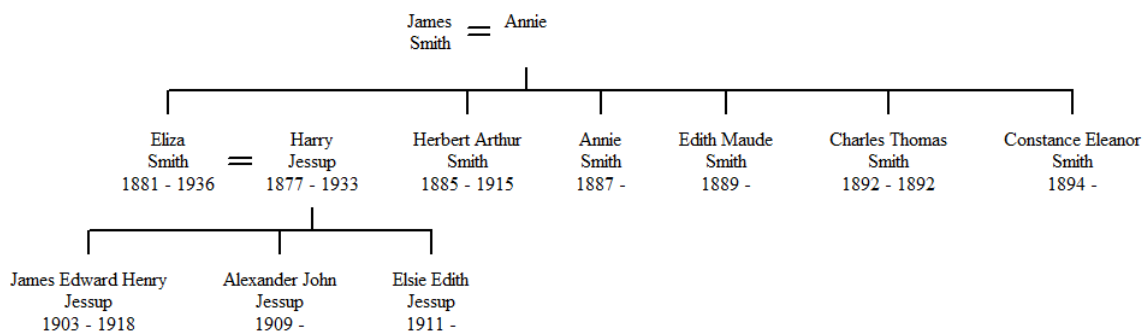 James
Smith
Annie
Eliza
Smith
1881 - 1936
Harry
Jessup
1877 - 1933
Herbert Arthur
Smith
1885 - 1915
Annie
Smith
1887 -
Edith Maude
Smith
1889 -
Charles Thomas
Smith
1892 - 1892
Constance Eleanor
Smith
1894 -
James Edward Henry
Jessup
1903 - 1918
Alexander John
Jessup
1909 -
Elsie Edith
Jessup
1911 -